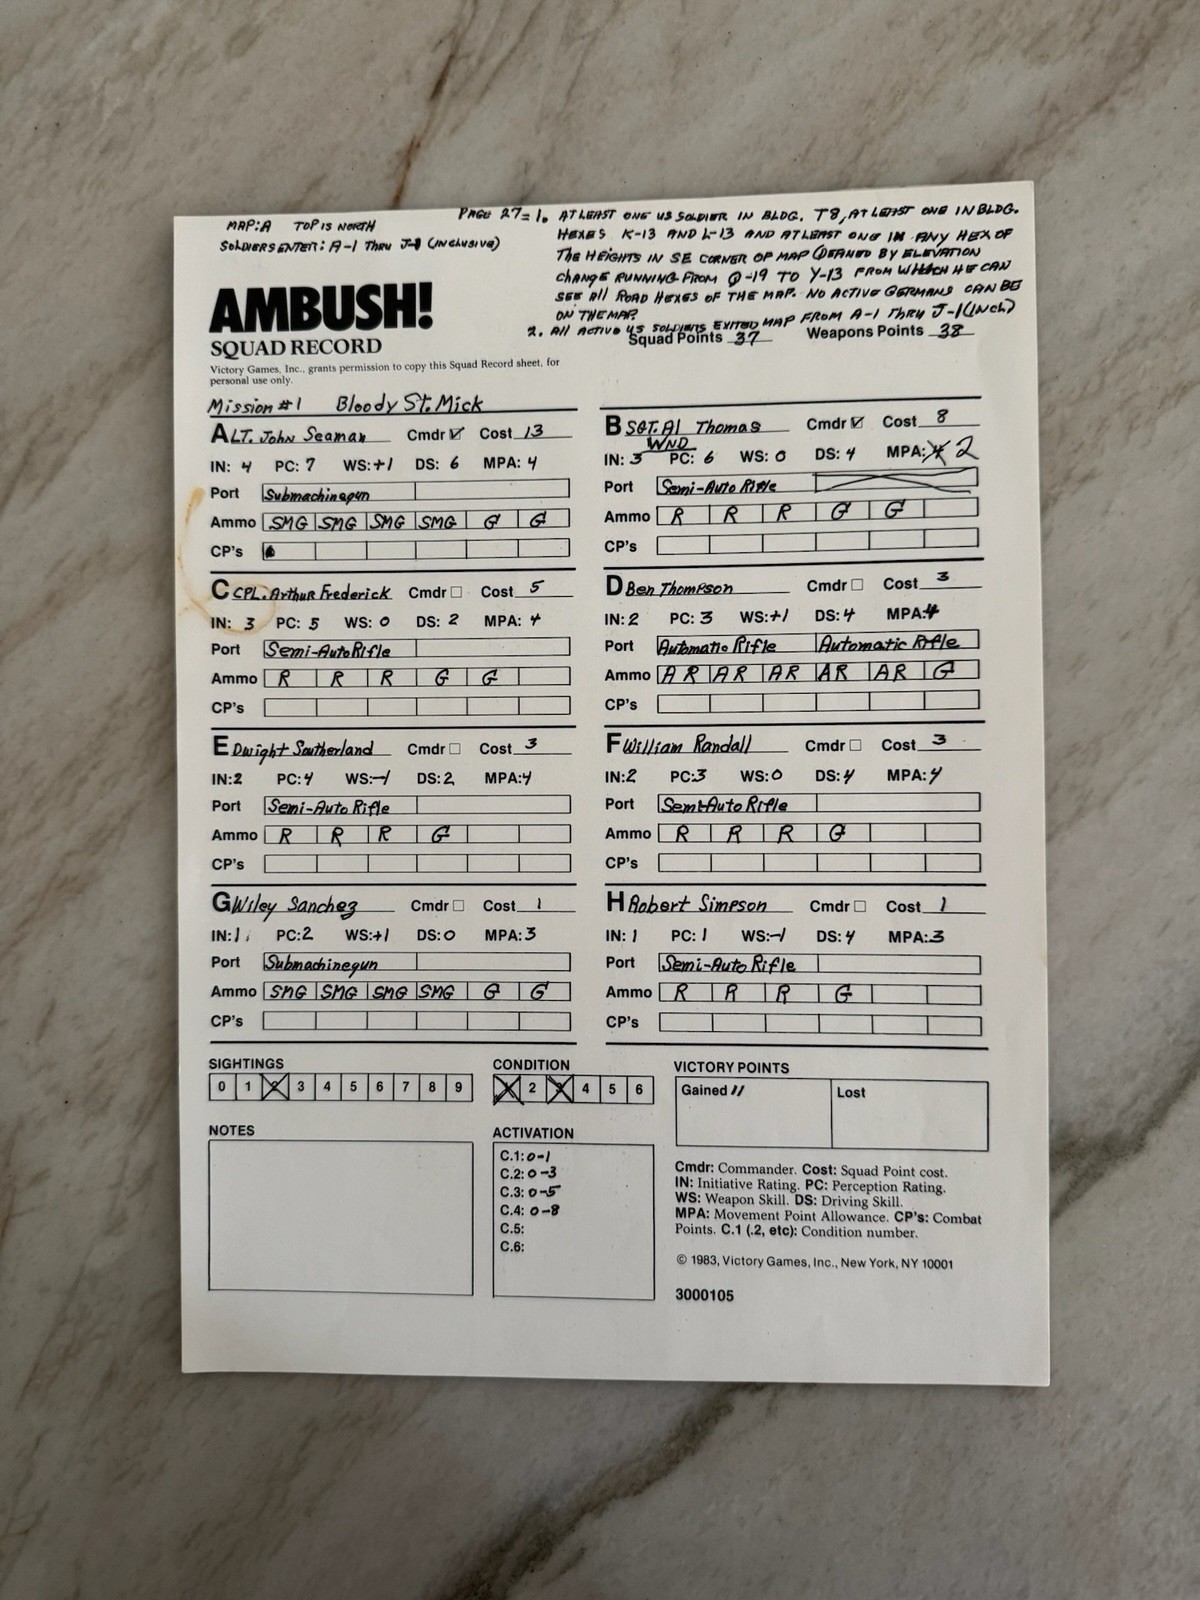 MAP: A TOP IS NORTH
SOLDIERS ENTER: A-1 THRU J-1 (INCLUSIVE)
PAGE 27=1. AT LEAST ONE US SOLDIER IN BLDG. T8, AT LEAST ONE IN BLDG.
HEXES K-13 AND L-13 AND AT LEAST ONE IN ANY HEX OF
THE HEIGHTS IN SE CORNER OF MAP (DEFINED BY ELEVATION
CHANGE RUNNING FROM Q-19 TO Y-13 FROM WHICH HE CAN
SEE All ROAD HEXES OF THE MAP. NO ACTIVE GERMANS CAN BE
ON THE MAP.
2. All ACTIVE US SOLDIERS EXITED MAP FROM A-1 THRU J-1 (INCH)
AMBUSH!
SQUAD RECORD
Squad Points 37 Weapons Points 38
Victory Games, Inc., grants permission to copy this Squad Record sheet, for
personal use only.
Mission #1 Bloody St. Mick
A LT. John Seaman Cmdr ☑ Cost 13
IN: 4 PC: 7 WS: +1 DS: 6 MPA: 4
Port Submachinegun
Ammo SMG SMG SMG SMG G G
CP's
B SGT. Al Thomas Cmdr ☑ Cost 8
WND
IN: 3 PC: 6 WS: 0 DS: 4 MPA: 4 2
Port Semi-Auto Rifle
Ammo R R R G G
CP's
C CPL. Arthur Frederick Cmdr □ Cost 5
IN: 3 PC: 5 WS: 0 DS: 2 MPA: 4
Port Semi-Auto Rifle
Ammo R R R G G
CP's
D Ben Thompson Cmdr □ Cost 3
IN: 2 PC: 3 WS: +1 DS: 4 MPA: 4
Port Automatic Rifle Automatic Rifle
Ammo AR AR AR AR AR G
CP's
E Dwight Southerland Cmdr □ Cost 3
IN: 2 PC: 4 WS: -1 DS: 2 MPA: 4
Port Semi-Auto Rifle
Ammo R R R G
CP's
F William Randall Cmdr □ Cost 3
IN: 2 PC: 3 WS: 0 DS: 4 MPA: 4
Port Semi-Auto Rifle
Ammo R R R G
CP's
G Wiley Sanchez Cmdr □ Cost 1
IN: 1 PC: 2 WS: +1 DS: 0 MPA: 3
Port Submachinegun
Ammo SMG SMG SMG SMG G G
CP's
H Robert Simpson Cmdr □ Cost 1
IN: 1 PC: 1 WS: -1 DS: 4 MPA: 3
Port Semi-Auto Rifle
Ammo R R R G
CP's
SIGHTINGS
0 1 2 3 4 5 6 7 8 9
CONDITION
1 2 3 4 5 6
VICTORY POINTS
Gained // Lost
NOTES
ACTIVATION
C.1: 0-1
C.2: 0-3
C.3: 0-5
C.4: 0-8
C.5:
C.6:
Cmdr: Commander. Cost: Squad Point cost.
IN: Initiative Rating. PC: Perception Rating.
WS: Weapon Skill. DS: Driving Skill.
MPA: Movement Point Allowance. CP's: Combat
Points. C.1 (.2, etc): Condition number.
© 1983, Victory Games, Inc., New York, NY 10001
3000105